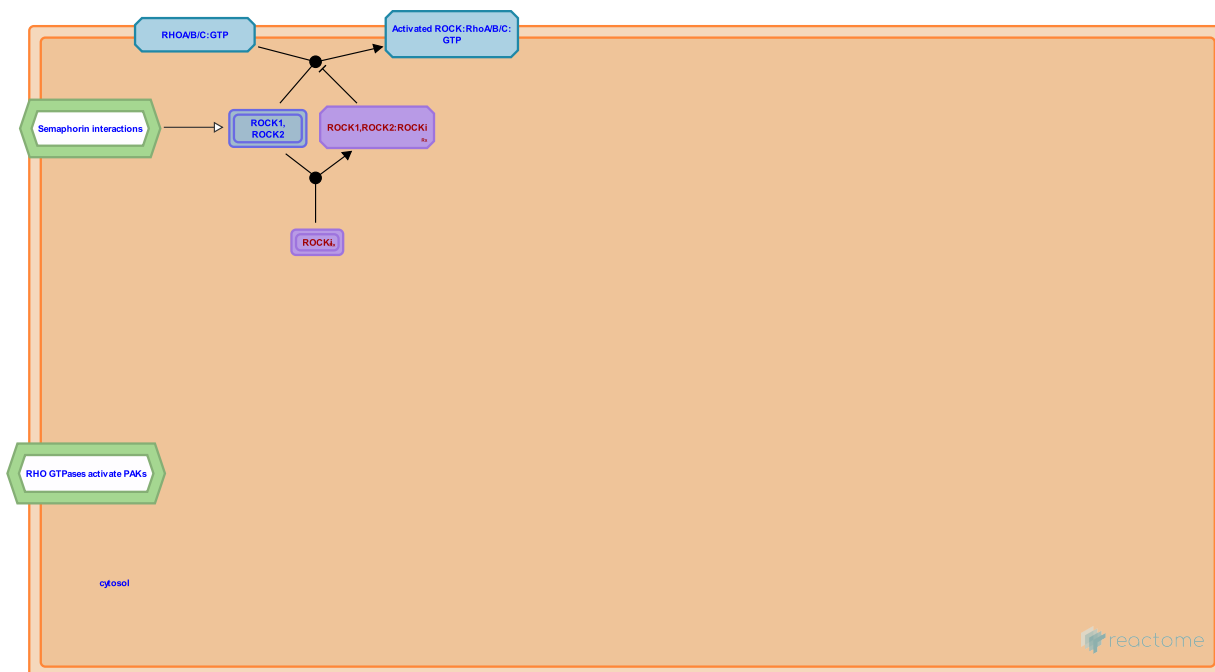 RHOA/B/C:GTP
Activated ROCK:RhoA/B/C:
GTP
Semaphorin interactions
ROCK1,
ROCK2
ROCK1,ROCK2:ROCKi
Rx
RHO GTPases activate PAKs
cytosol
reactome